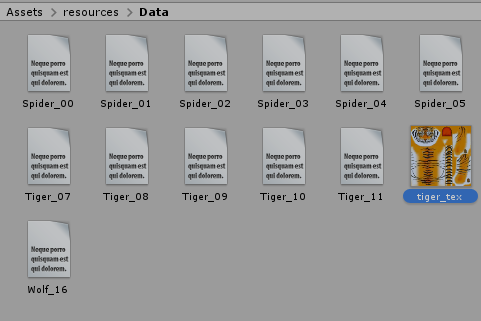 Assets > resources > Data
Neque porro quisquam est qui dolorem.
Neque porro quisquam est qui dolorem.
Neque porro quisquam est qui dolorem.
Neque porro quisquam est qui dolorem.
Neque porro quisquam est qui dolorem.
Neque porro quisquam est qui dolorem.
Spider_00 Spider_01 Spider_02 Spider_03 Spider_04 Spider_05
Neque porro quisquam est qui dolorem.
Neque porro quisquam est qui dolorem.
Neque porro quisquam est qui dolorem.
Neque porro quisquam est qui dolorem.
Neque porro quisquam est qui dolorem.
Tiger_07 Tiger_08 Tiger_09 Tiger_10 Tiger_11 tiger_tex
Neque porro quisquam est qui dolorem.
Wolf_16